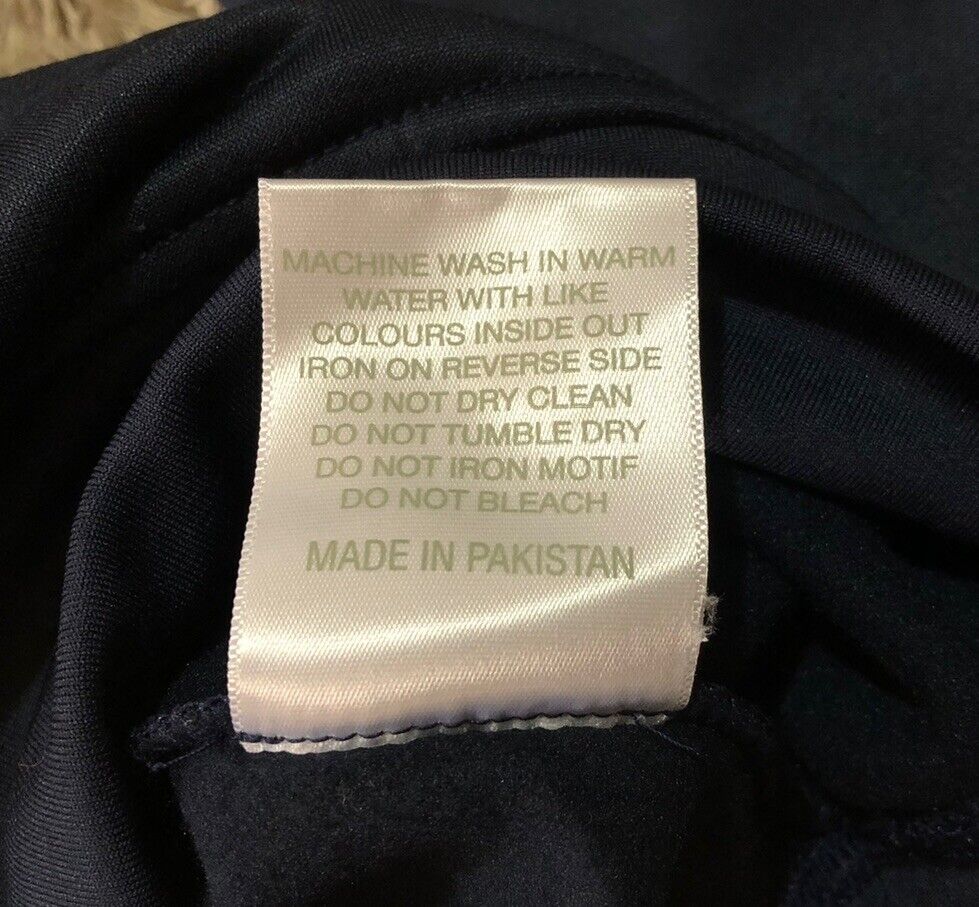 MACHINE WASH IN WARM
WATER WITH LIKE
COLOURS INSIDE OUT
IRON ON REVERSE SIDE
DO NOT DRY CLEAN
DO NOT TUMBLE DRY
DO NOT IRON MOTIF
DO NOT BLEACH
MADE IN PAKISTAN